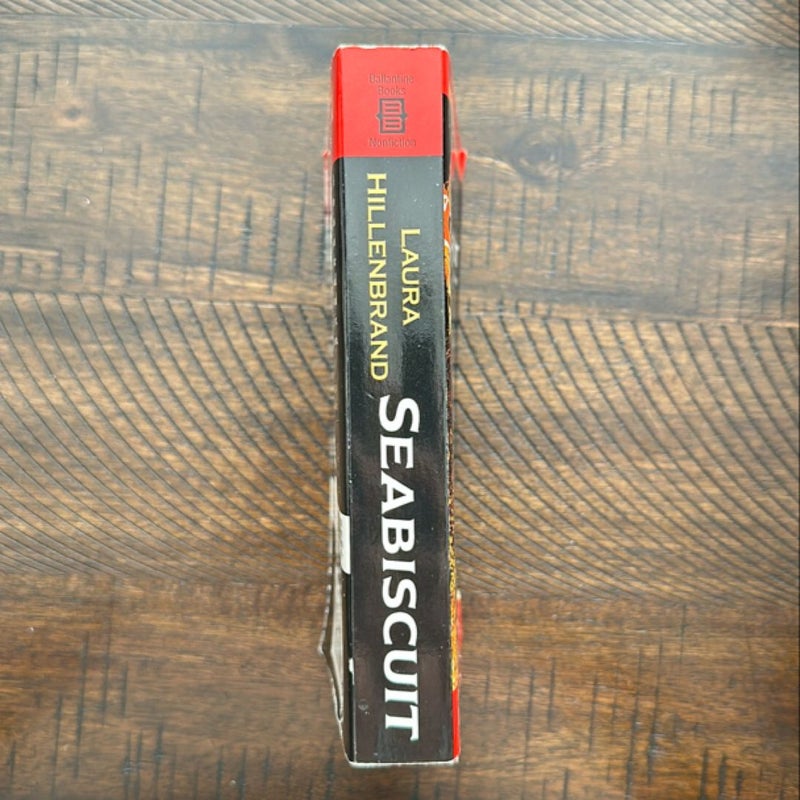 Ballantine
Books
Nonfiction
LAURA
HILLENBRAND
SEABISCUIT